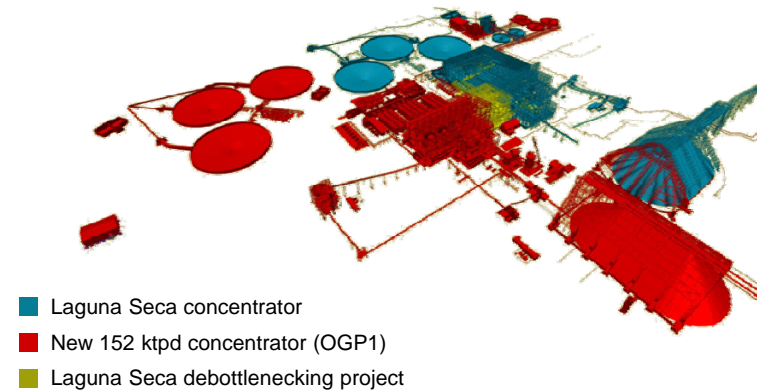 Laguna Seca concentrator
New 152 ktpd concentrator (OGP1)
Laguna Seca debottlenecking project